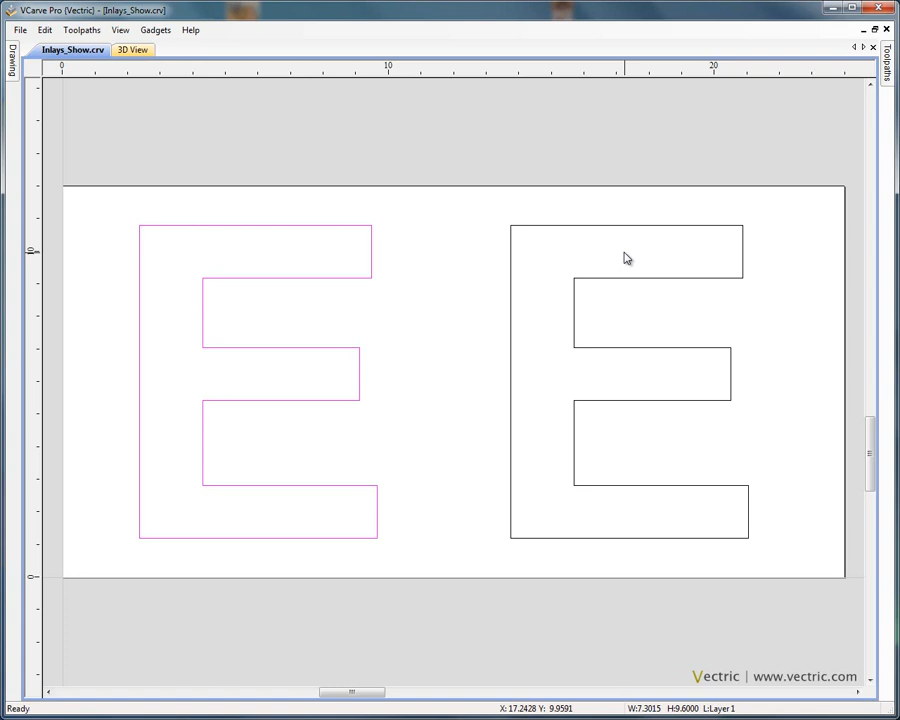 VCarve Pro {Vectric} - [Inlays_Show.crv]
File Edit Toolpaths View Gadgets Help
Inlays_Show.crv 3D View
Drawing
Toolpaths
0 10 20
E E
0
Vectric | www.vectric.com
Ready X: 17.2428 Y: 9.9591 W:7.3015 H:9.6000 L:Layer 1